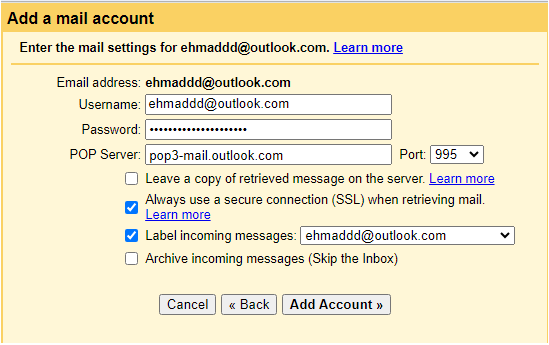 Add a mail account
Enter the mail settings for ehmaddd@outlook.com. Learn more
Email address: ehmaddd@outlook.com
Username: ehmaddd@outlook.com
Password: ••••••••••••••••••••••
POP Server: pop3-mail.outlook.com Port: 995
Leave a copy of retrieved message on the server. Learn more
Always use a secure connection (SSL) when retrieving mail.
Learn more
Label incoming messages: ehmaddd@outlook.com
Archive incoming messages (Skip the Inbox)
Cancel « Back Add Account »